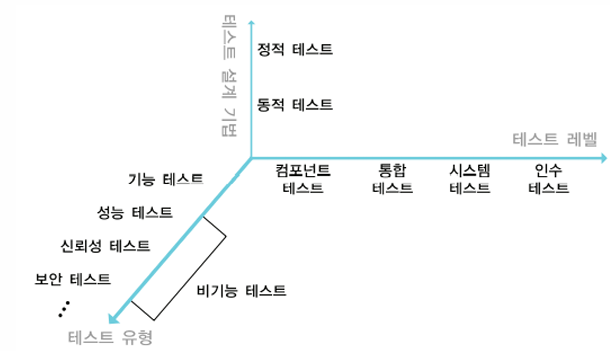 테스트 설계 기법
정적 테스트
동적 테스트
테스트 레벨
컴포넌트
테스트
통합
테스트
시스템
테스트
인수
테스트
기능 테스트
성능 테스트
신뢰성 테스트
보안 테스트
비기능 테스트
테스트 유형